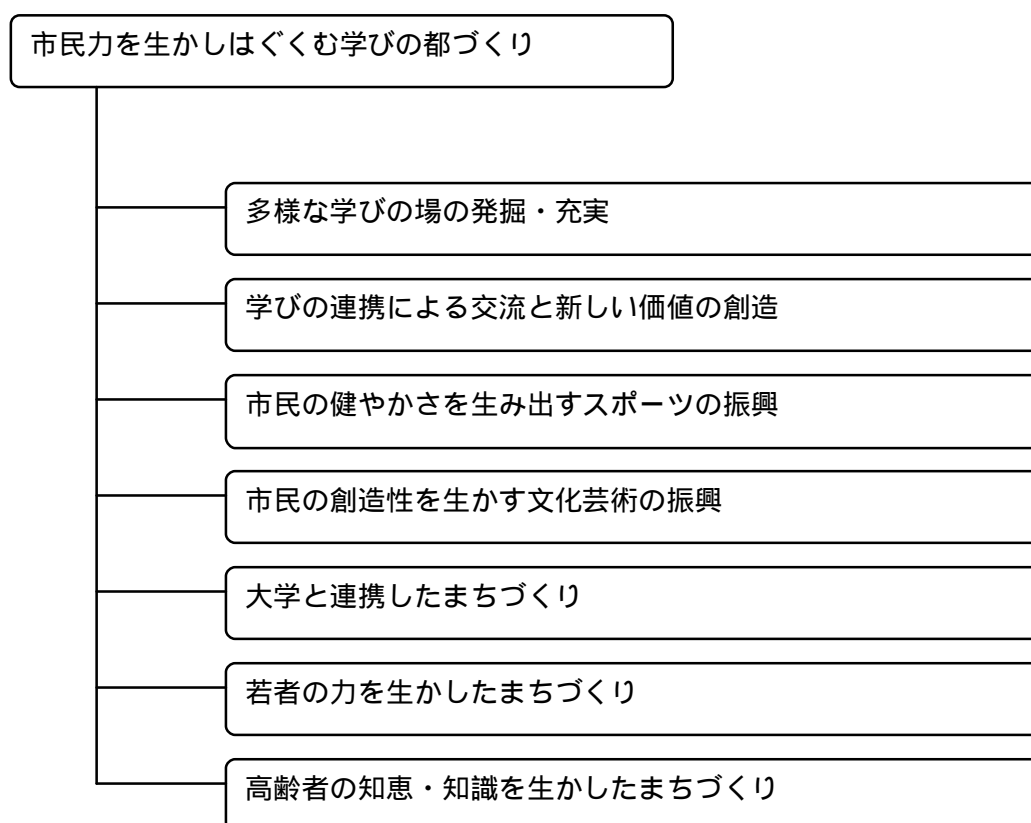 市民力を生かしはぐくむ学びの都づくり
多様な学びの場の発掘・充実
学びの連携による交流と新しい価値の創造
市民の健やかさを生み出すスポーツの振興
市民の創造性を生かす文化芸術の振興
大学と連携したまちづくり
若者の力を生かしたまちづくり
高齢者の知恵・知識を生かしたまちづくり